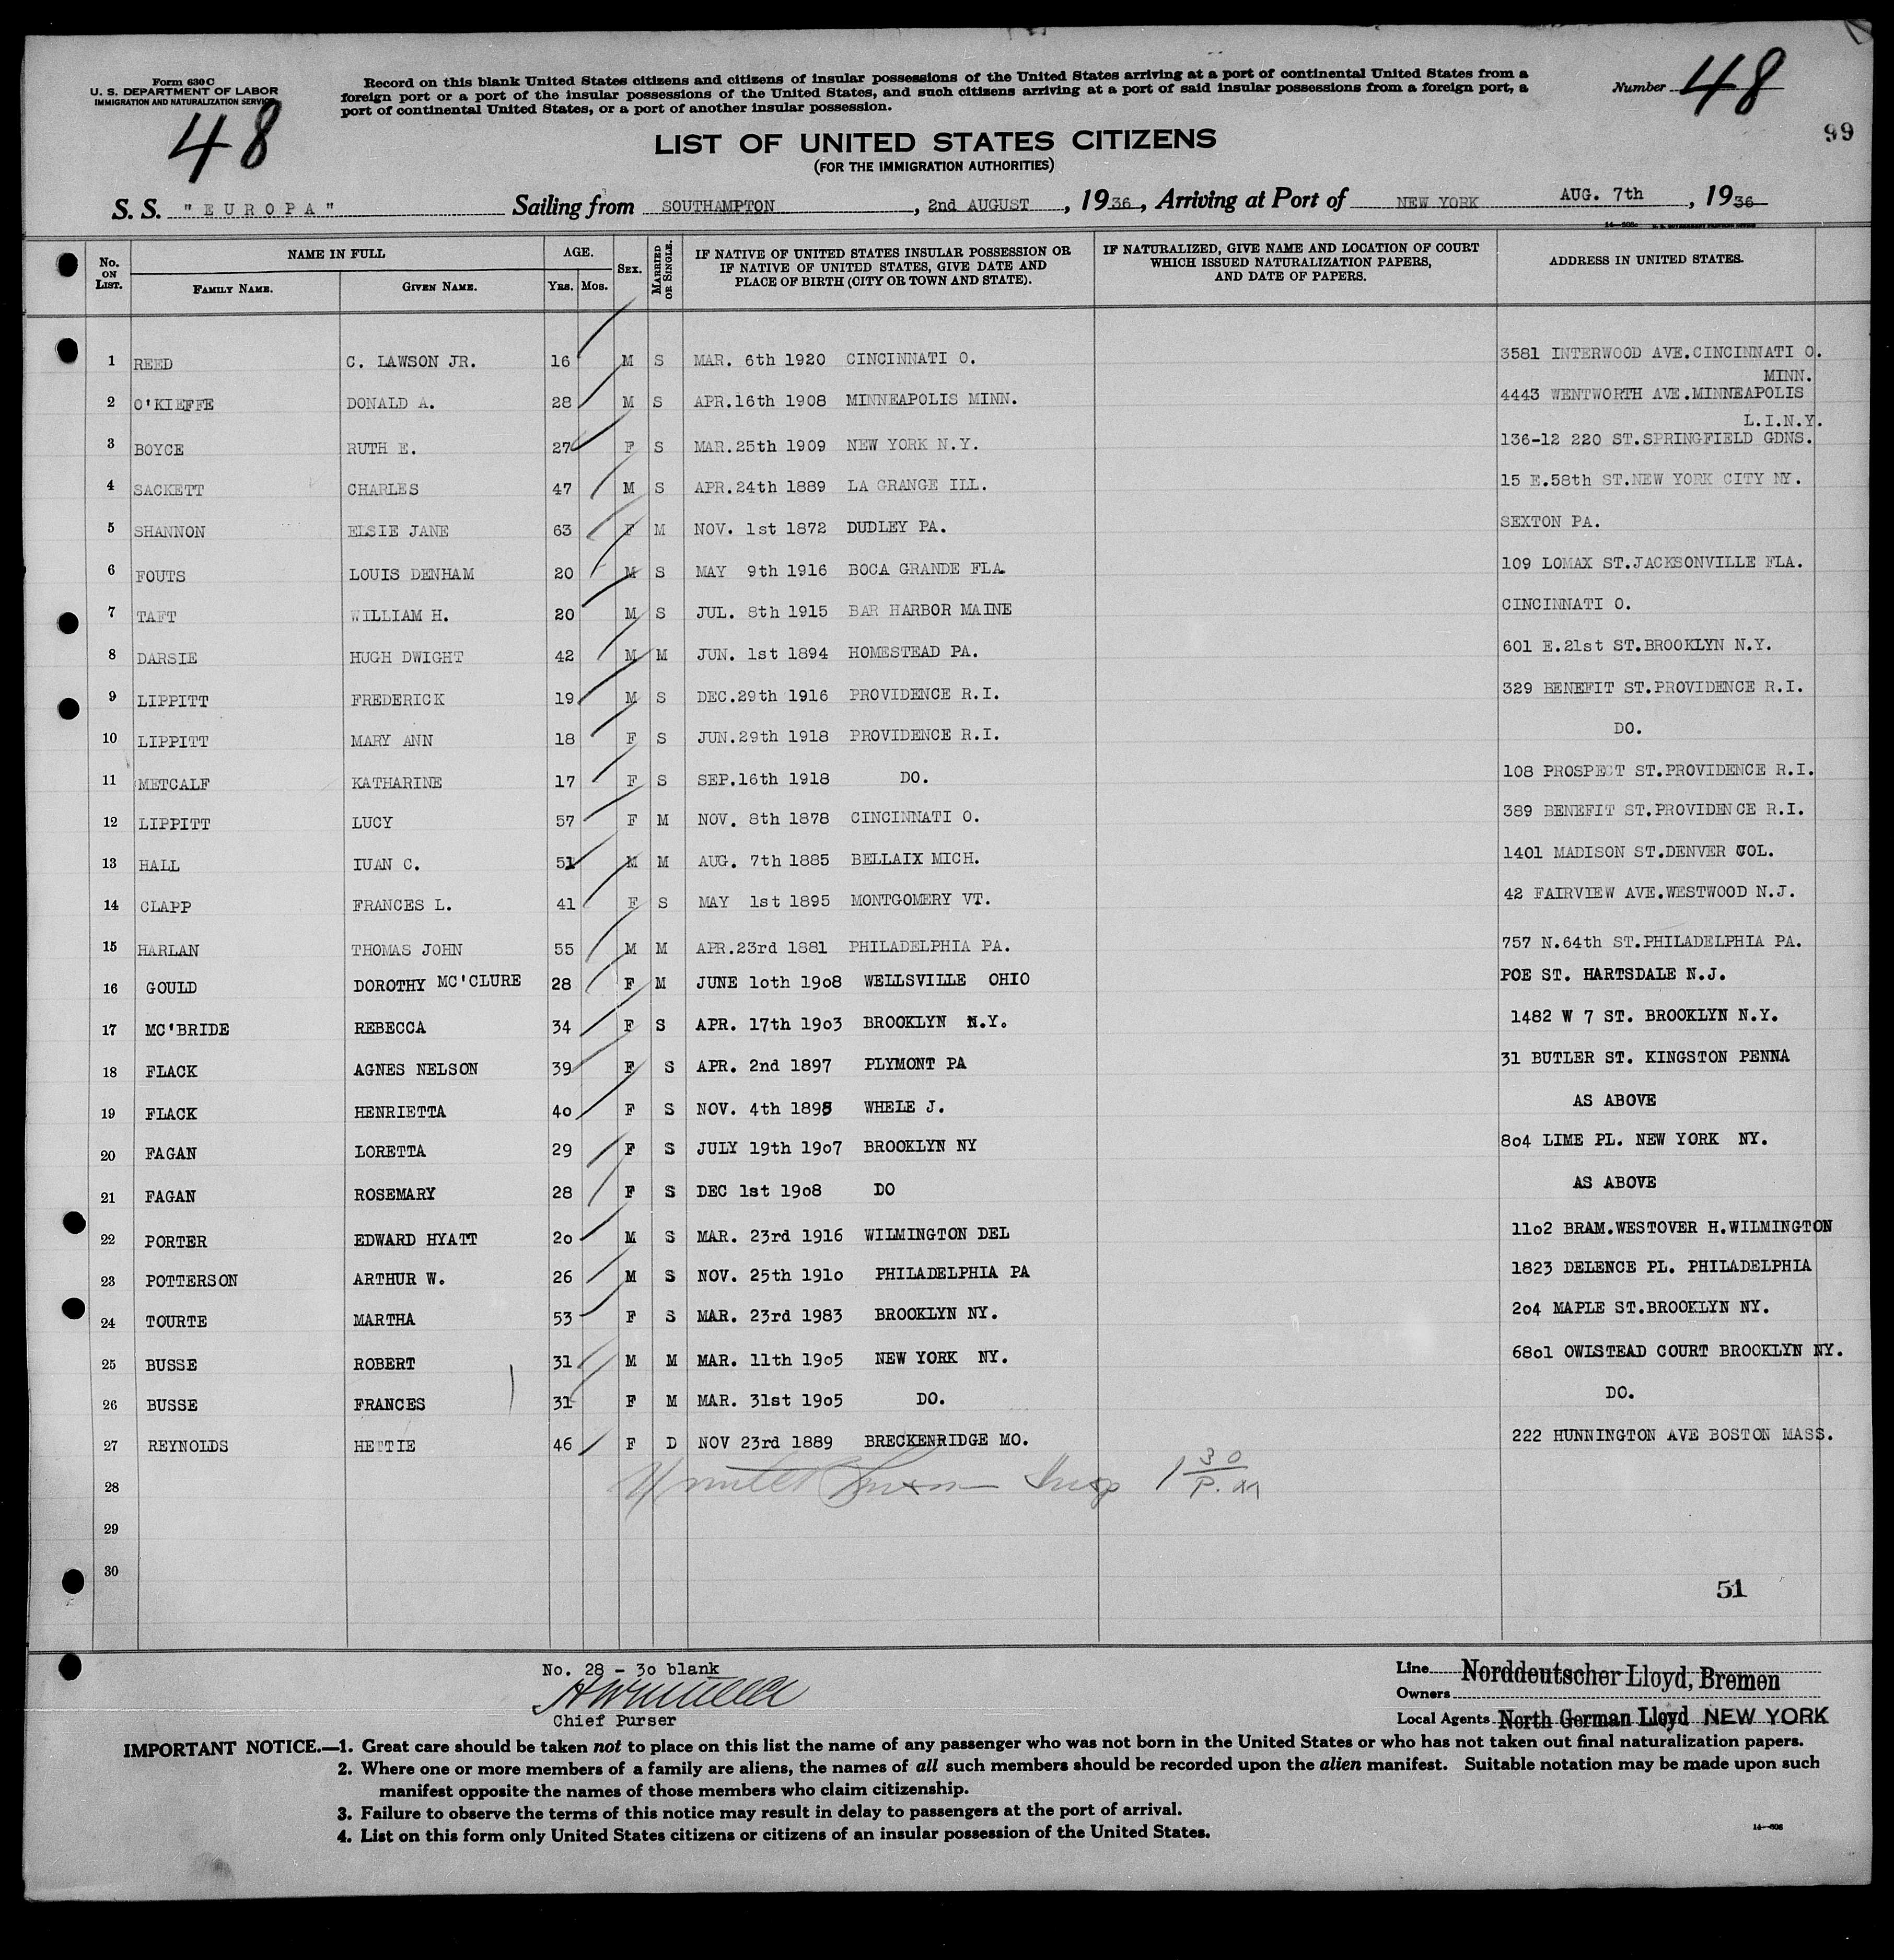 Form 630C
U. S. DEPARTMENT OF LABOR
IMMIGRATION AND NATURALIZATION SERVICE
48
Record on this blank United States citizens and citizens of insular possessions of the United States arriving at a port of continental United States from a
foreign port or a port of the insular possessions of the United States, and such citizens arriving at a port of said insular possessions from a foreign port, a
port of continental United States, or a port of another insular possession.
Number 48
99
LIST OF UNITED STATES CITIZENS
(FOR THE IMMIGRATION AUTHORITIES)
S. S. "EUROPA" Sailing from SOUTHAMPTON, 2nd AUGUST, 1936, Arriving at Port of NEW YORK AUG. 7th, 1936
No. ON LIST. NAME IN FULL FAMILY NAME. GIVEN NAME. AGE. YRS. MOS. SEX. MARRIED OR SINGLE. IF NATIVE OF UNITED STATES INSULAR POSSESSION OR IF NATIVE OF UNITED STATES, GIVE DATE AND PLACE OF BIRTH (CITY OR TOWN AND STATE). IF NATURALIZED, GIVE NAME AND LOCATION OF COURT WHICH ISSUED NATURALIZATION PAPERS, AND DATE OF PAPERS. ADDRESS IN UNITED STATES.
1 REED C. LAWSON JR. 16 M S MAR. 6th 1920 CINCINNATI O. 3581 INTERWOOD AVE.CINCINNATI O.
2 O'KIEFFE DONALD A. 28 M S APR.16th 1908 MINNEAPOLIS MINN. 4443 WENTWORTH AVE.MINNEAPOLIS MINN.
3 BOYCE RUTH E. 27 F S MAR.25th 1909 NEW YORK N.Y. 136-12 220 ST.SPRINGFIELD GDNS. L.I.N.Y.
4 SACKETT CHARLES 47 M S APR.24th 1889 LA GRANGE ILL. 15 E.58th ST.NEW YORK CITY NY.
5 SHANNON ELSIE JANE 63 F M NOV. 1st 1872 DUDLEY PA. SEXTON PA.
6 FOUTS LOUIS DENHAM 20 M S MAY 9th 1916 BOCA GRANDE FLA. 109 LOMAX ST.JACKSONVILLE FLA.
7 TAFT WILLIAM H. 20 M S JUL. 8th 1915 BAR HARBOR MAINE CINCINNATI O.
8 DARSIE HUGH DWIGHT 42 M M JUN. 1st 1894 HOMESTEAD PA. 601 E.21st ST.BROOKLYN N.Y.
9 LIPPITT FREDERICK 19 M S DEC.29th 1916 PROVIDENCE R.I. 329 BENEFIT ST.PROVIDENCE R.I.
10 LIPPITT MARY ANN 18 F S JUN.29th 1918 PROVIDENCE R.I. DO.
11 METCALF KATHARINE 17 F S SEP.16th 1918 DO. 108 PROSPECT ST.PROVIDENCE R.I.
12 LIPPITT LUCY 57 F M NOV. 8th 1878 CINCINNATI O. 389 BENEFIT ST.PROVIDENCE R.I.
13 HALL IUAN C. 51 M M AUG. 7th 1885 BELLAIX MICH. 1401 MADISON ST.DENVER COL.
14 CLAPP FRANCES L. 41 F S MAY 1st 1895 MONTGOMERY VT. 42 FAIRVIEW AVE.WESTWOOD N.J.
15 HARLAN THOMAS JOHN 55 M M APR.23rd 1881 PHILADELPHIA PA. 757 N.64th ST.PHILADELPHIA PA.
16 GOULD DOROTHY MC'CLURE 28 F M JUNE 1oth 19o8 WELLSVILLE OHIO POE ST. HARTSDALE N.J.
17 MC'BRIDE REBECCA 34 F S APR. 17th 19o3 BROOKLYN N.Y. 1482 W 7 ST. BROOKLYN N.Y.
18 FLACK AGNES NELSON 39 F S APR. 2nd 1897 PLYMONT PA 31 BUTLER ST. KINGSTON PENNA
19 FLACK HENRIETTA 4o F S NOV. 4th 1895 WHELE J. AS ABOVE
20 FAGAN LORETTA 29 F S JULY 19th 19o7 BROOKLYN NY 8o4 LIME PL. NEW YORK NY.
21 FAGAN ROSEMARY 28 F S DEC 1st 19o8 DO AS ABOVE
22 PORTER EDWARD HYATT 2o M S MAR. 23rd 1916 WILMINGTON DEL 11o2 BRAM.WESTOVER H.WILMINGTON
23 POTTERSON ARTHUR W. 26 M S NOV. 25th 191o PHILADELPHIA PA 1823 DELENCE PL. PHILADELPHIA
24 TOURTE MARTHA 53 F S MAR. 23rd 1983 BROOKLYN NY. 2o4 MAPLE ST.BROOKLYN NY.
25 BUSSE ROBERT 31 M M MAR. 11th 19o5 NEW YORK NY. 68o1 OWLSTEAD COURT BROOKLYN NY.
26 BUSSE FRANCES 31 F M MAR. 31st 19o5 DO. DO.
27 REYNOLDS HETTIE 46 F D NOV 23rd 1889 BRECKENRIDGE MO. 222 HUNNINGTON AVE BOSTON MASS.
28 Insp 1 30 P.M
29
30
51
No. 28 - 3o blank
Chief Purser
Line Norddeutscher Lloyd, Bremen
Owners
Local Agents North German Lloyd NEW YORK
IMPORTANT NOTICE.—1. Great care should be taken not to place on this list the name of any passenger who was not born in the United States or who has not taken out final naturalization papers.
2. Where one or more members of a family are aliens, the names of all such members should be recorded upon the alien manifest. Suitable notation may be made upon such
manifest opposite the names of those members who claim citizenship.
3. Failure to observe the terms of this notice may result in delay to passengers at the port of arrival.
4. List on this form only United States citizens or citizens of an insular possession of the United States.